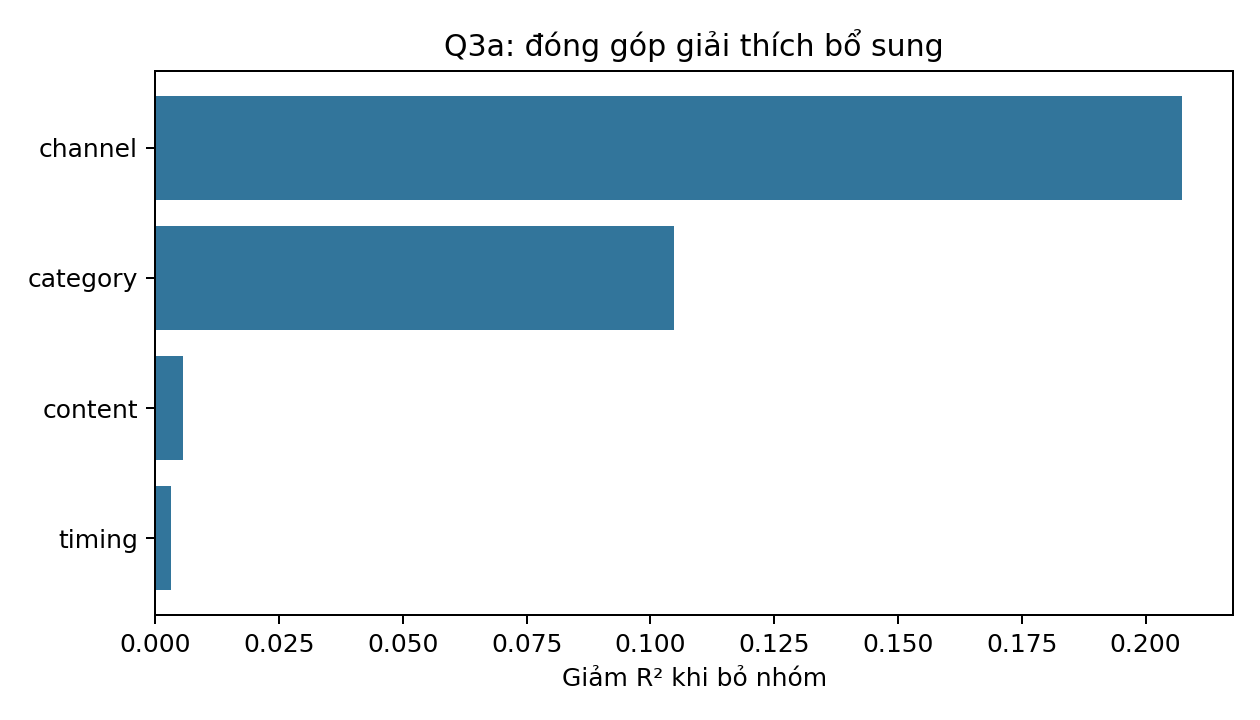 Q3a: đóng góp giải thích bổ sung
channel
category
content
timing
0.000 0.025 0.050 0.075 0.100 0.125 0.150 0.175 0.200
Giảm R² khi bỏ nhóm